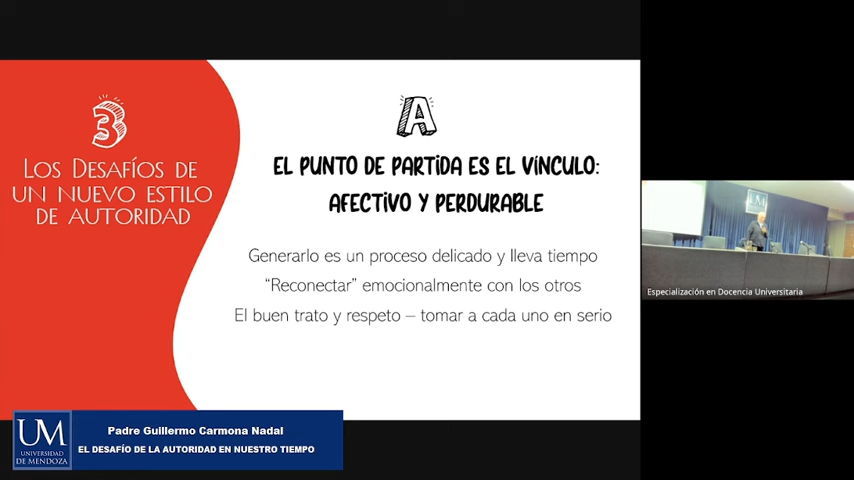 3
LOS DESAFÍOS DE
UN NUEVO ESTILO
DE AUTORIDAD
A
EL PUNTO DE PARTIDA ES EL VÍNCULO:
AFECTIVO Y PERDURABLE
Generarlo es un proceso delicado y lleva tiempo
“Reconectar” emocionalmente con los otros
El buen trato y respeto – tomar a cada uno en serio
UM
Especialización en Docencia Universitaria
UM
UNIVERSIDAD
DE MENDOZA
Padre Guillermo Carmona Nadal
EL DESAFÍO DE LA AUTORIDAD EN NUESTRO TIEMPO